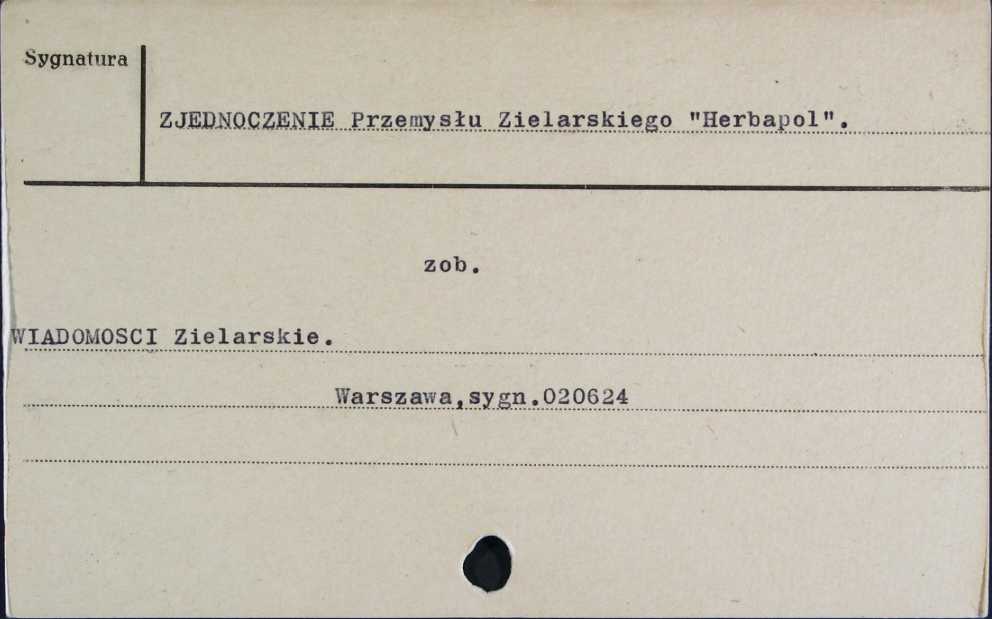 Sygnatura
ZJEDNOCZENIE Przemysłu Zielarskiego "Herbapol".
zob.
WIADOMOSCI Zielarskie.
Warszawa,sygn.020624